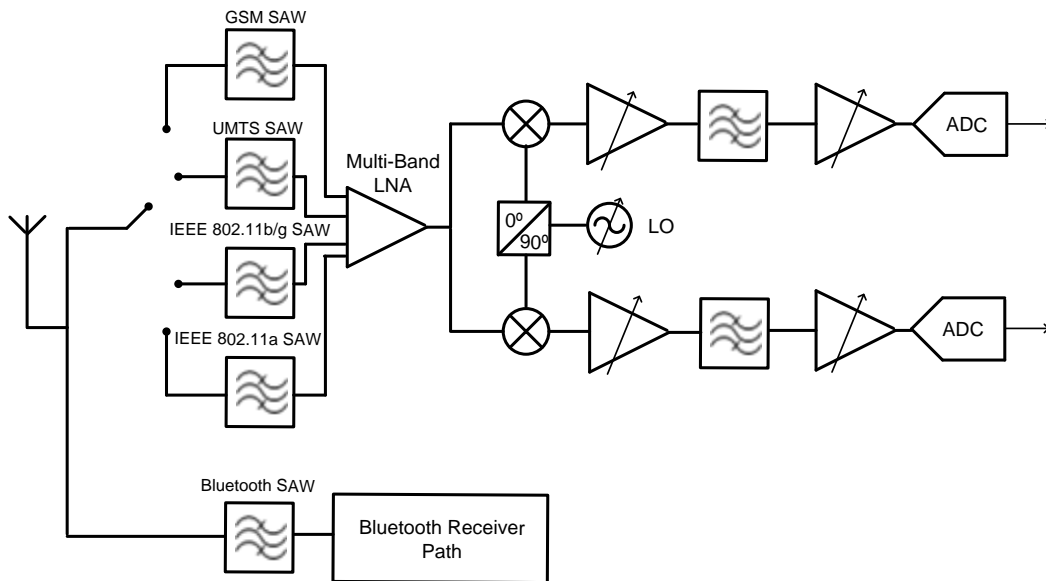 GSM SAW
UMTS SAW
Multi-Band
LNA
IEEE 802.11b/g SAW
IEEE 802.11a SAW
0º
90º
LO
ADC
ADC
Bluetooth SAW
Bluetooth Receiver
Path